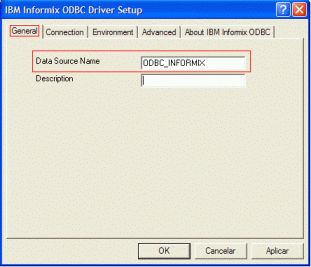 IBM Informix ODBC Driver Setup
General Connection Environment Advanced About IBM Informix ODBC
Data Source Name ODBC_INFORMIX
Description
OK Cancelar Aplicar